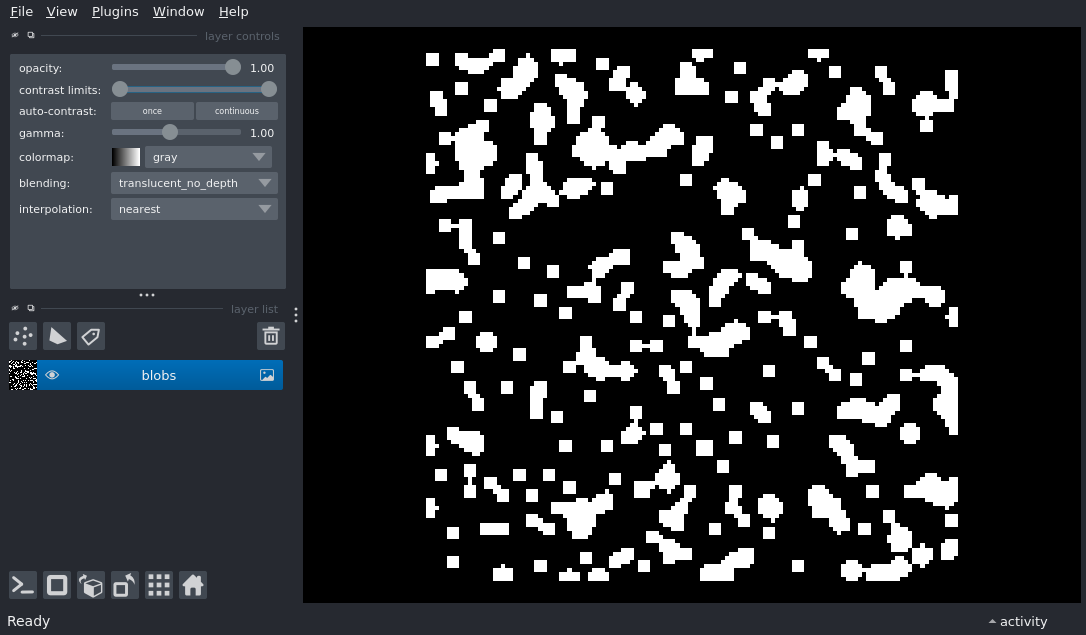 File View Plugins Window Help
layer controls
opacity: 1.00
contrast limits:
auto-contrast: once continuous
gamma: 1.00
colormap: gray
blending: translucent_no_depth
interpolation: nearest
layer list
blobs
Ready
activity